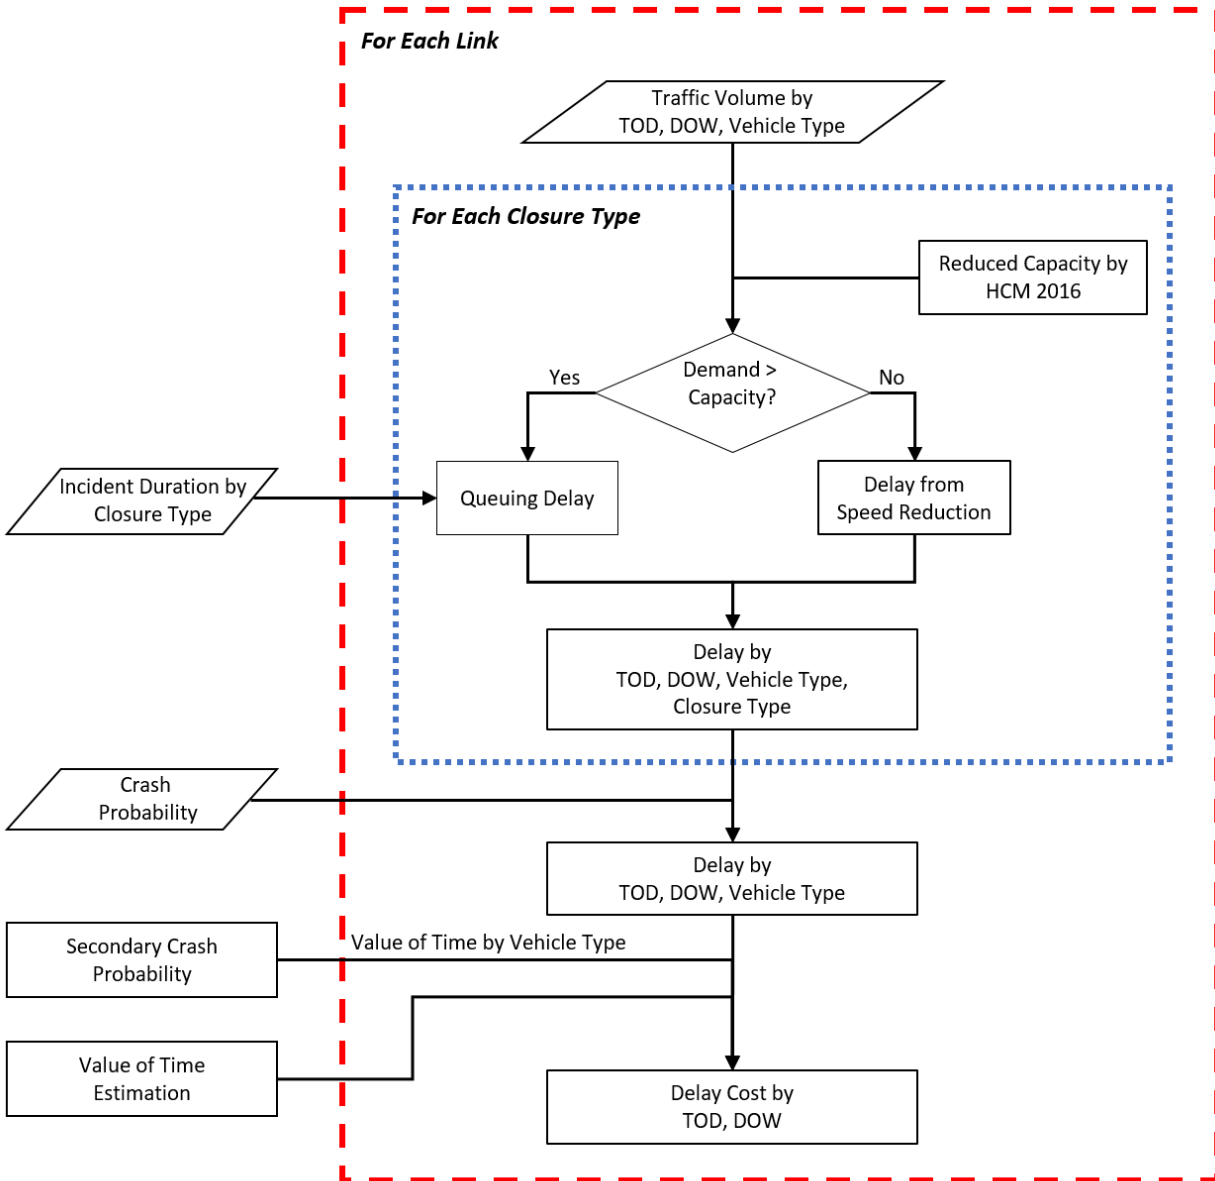 For Each Link
Traffic Volume by
TOD, DOW, Vehicle Type
For Each Closure Type
Reduced Capacity by
HCM 2016
Demand >
Capacity?
Yes
No
Incident Duration by
Closure Type
Queuing Delay
Delay from
Speed Reduction
Delay by
TOD, DOW, Vehicle Type,
Closure Type
Crash
Probability
Delay by
TOD, DOW, Vehicle Type
Secondary Crash
Probability
Value of Time by Vehicle Type
Value of Time
Estimation
Delay Cost by
TOD, DOW